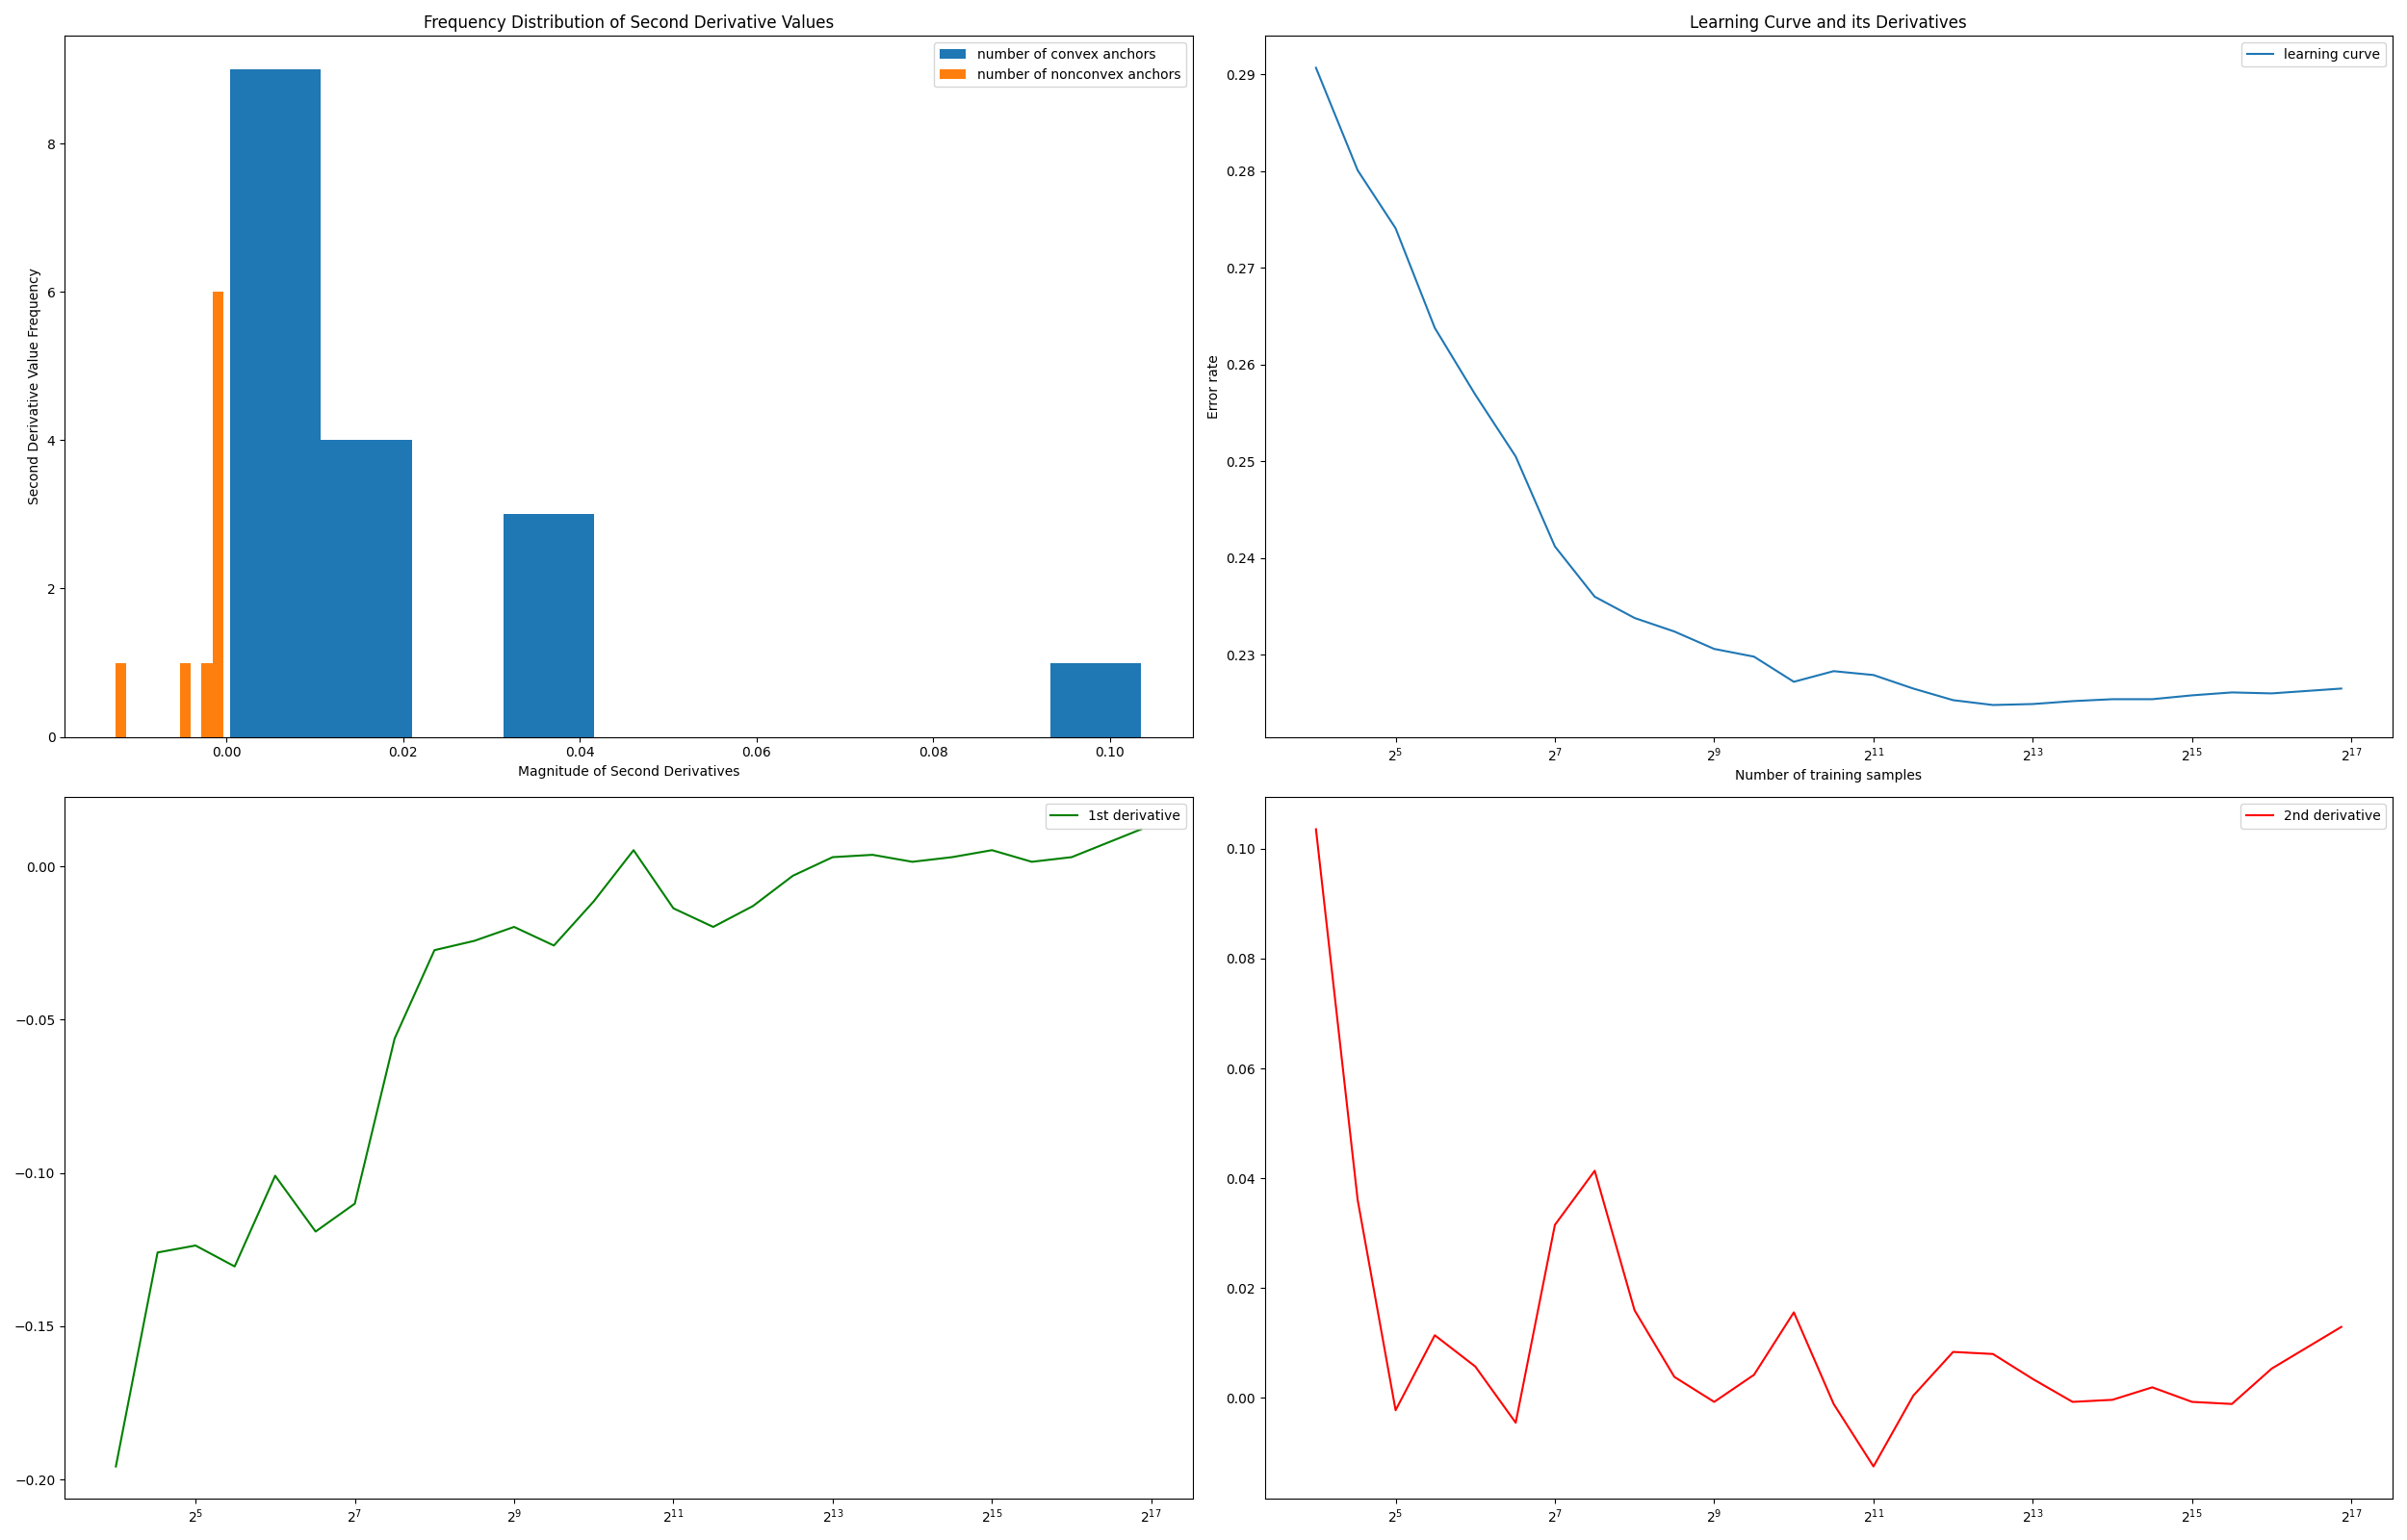 Frequency Distribution of Second Derivative Values
number of convex anchors
number of nonconvex anchors
Second Derivative Value Frequency
8
6
4
2
0
0.00 0.02 0.04 0.06 0.08 0.10
Magnitude of Second Derivatives
Learning Curve and its Derivatives
learning curve
Error rate
0.29
0.28
0.27
0.26
0.25
0.24
0.23
2^5 2^7 2^9 2^11 2^13 2^15 2^17
Number of training samples
1st derivative
0.00
−0.05
−0.10
−0.15
−0.20
2^5 2^7 2^9 2^11 2^13 2^15 2^17
2nd derivative
0.10
0.08
0.06
0.04
0.02
0.00
2^5 2^7 2^9 2^11 2^13 2^15 2^17